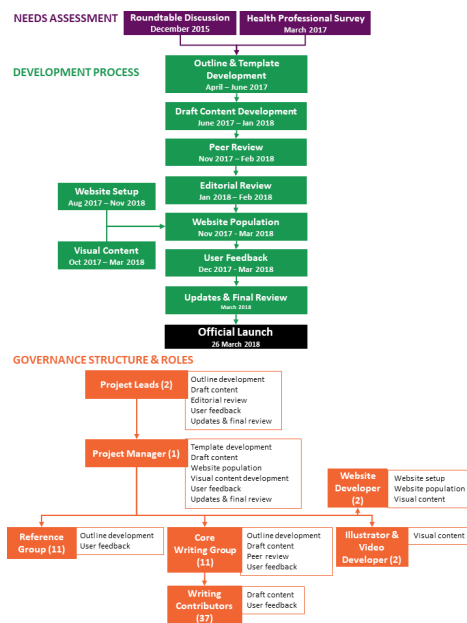 NEEDS ASSESSMENT
Roundtable Discussion
December 2015
Health Professional Survey
March 2017
DEVELOPMENT PROCESS
Outline & Template
Development
April – June 2017
Draft Content Development
June 2017 – Jan 2018
Peer Review
Nov 2017 – Feb 2018
Editorial Review
Jan 2018 – Feb 2018
Website Setup
Aug 2017 – Nov 2018
Website Population
Nov 2017 - Mar 2018
Visual Content
Oct 2017 – Mar 2018
User Feedback
Dec 2017 - Mar 2018
Updates & Final Review
March 2018
Official Launch
26 March 2018
GOVERNANCE STRUCTURE & ROLES
Project Leads (2)
Outline development
Draft content
Editorial review
User feedback
Updates & final review
Project Manager (1)
Template development
Draft content
Website population
Visual content development
User feedback
Updates & final review
Website
Developer
(2)
Website setup
Website population
Visual content
Reference
Group (11)
Outline development
User feedback
Core
Writing Group
(11)
Outline development
Draft content
Peer review
User feedback
Illustrator &
Video
Developer (2)
Visual content
Writing
Contributors
(37)
Draft content
User feedback